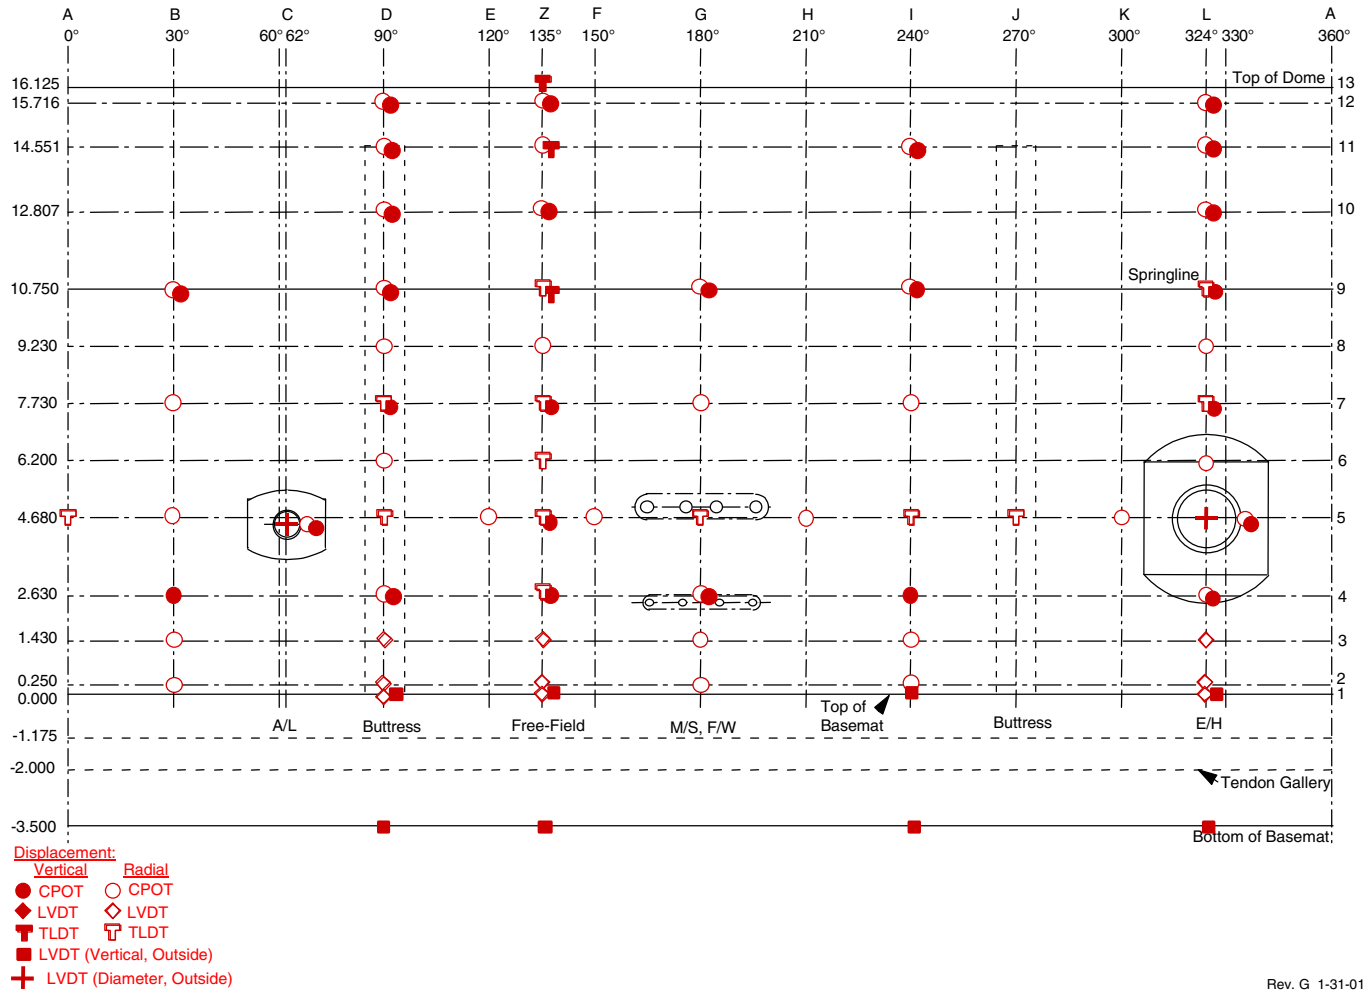 A B C D E Z F G H I J K L A
0° 30° 60° 62° 90° 120° 135° 150° 180° 210° 240° 270° 300° 324° 330° 360°
16.125 Top of Dome 13
15.716 12
14.551 11
12.807 10
Springline
10.750 9
9.230 8
7.730 7
6.200 6
4.680 5
2.630 4
1.430 3
0.250 2
0.000 1
Top of
Basemat
A/L Buttress Free-Field M/S, F/W Buttress E/H
-1.175
-2.000
Tendon Gallery
-3.500
Bottom of Basemat
Displacement:
Vertical Radial
CPOT CPOT
LVDT LVDT
TLDT TLDT
LVDT (Vertical, Outside)
LVDT (Diameter, Outside)
Rev. G 1-31-01